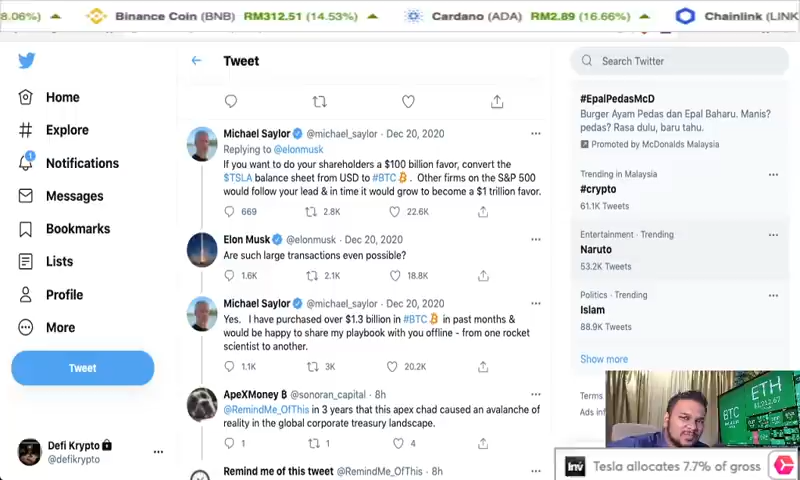 8.06%)
Binance Coin (BNB) RM312.51 (14.53%)
Cardano (ADA) RM2.89 (16.66%)
Chainlink (LINK
Home
Explore
1
Notifications
Messages
Bookmarks
Lists
Profile
More
Tweet
Defi Krypto
@defikrypto
Tweet
Michael Saylor @michael_saylor · Dec 20, 2020
Replying to @elonmusk
If you want to do your shareholders a $100 billion favor, convert the
$TSLA balance sheet from USD to #BTC. Other firms on the S&P 500
would follow your lead & in time it would grow to become a $1 trillion favor.
669 2.8K 22.6K
Elon Musk @elonmusk · Dec 20, 2020
Are such large transactions even possible?
1.6K 2.1K 18.8K
Michael Saylor @michael_saylor · Dec 20, 2020
Yes. I have purchased over $1.3 billion in #BTC in past months &
would be happy to share my playbook with you offline - from one rocket
scientist to another.
1.1K 3K 20.2K
ApeXMoney ₿ @sonoran_capital · 8h
@RemindMe_OfThis in 3 years that this apex chad caused an avalanche of
reality in the global corporate treasury landscape.
1 1 4
Remind me of this tweet @RemindMe_OfThis · 8h
Search Twitter
#EpalPedasMcD
Burger Ayam Pedas dan Epal Baharu. Manis?
pedas? Rasa dulu, baru tahu.
Promoted by McDonalds Malaysia
Trending in Malaysia
#crypto
61.1K Tweets
Entertainment · Trending
Naruto
53.2K Tweets
Politics · Trending
Islam
88.9K Tweets
Show more
Terms
Ads inf
BTC
ETH
Inv
Tesla allocates 7.7% of gross